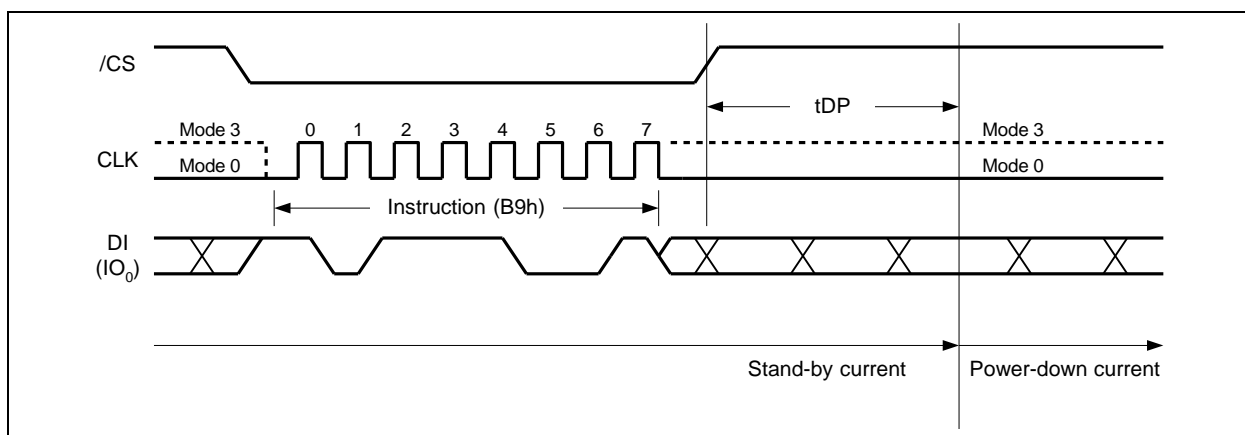 /CS
tDP
Mode 3 0 1 2 3 4 5 6 7 Mode 3
CLK
Mode 0 Mode 0
Instruction (B9h)
DI
(IO₀)
Stand-by current Power-down current